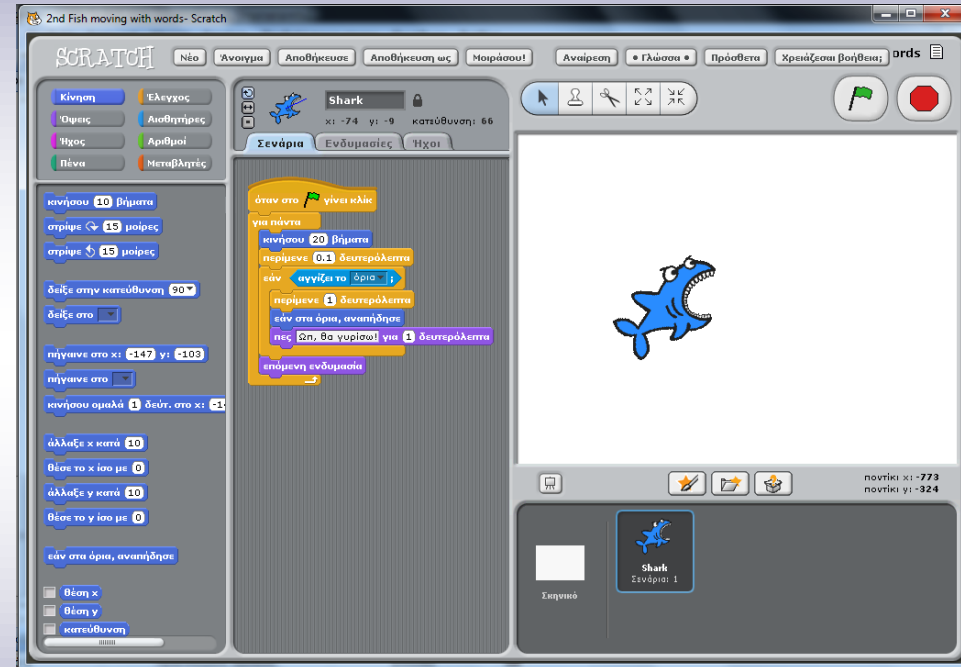 2nd Fish moving with words- Scratch
SCRATCH
Νέο
Άνοιγμα
Αποθήκευσε
Αποθήκευση ως
Μοιράσου!
Αναίρεση
• Γλώσσα •
Πρόσθετα
Χρειάζεσαι βοήθεια;
ords
Κίνηση
Έλεγχος
Όψεις
Αισθητήρες
Ήχος
Αριθμοί
Πένα
Μεταβλητές
κινήσου 10 βήματα
στρίψε 15 μοίρες
στρίψε 15 μοίρες
δείξε στην κατεύθυνση 90
δείξε στο
πήγαινε στο x: -147 y: -103
πήγαινε στο
κινήσου ομαλά 1 δεύτ. στο x: -1
άλλαξε x κατά 10
θέσε το x ίσο με 0
άλλαξε y κατά 10
θέσε το y ίσο με 0
εάν στα όρια, αναπήδησε
θέση x
θέση y
κατεύθυνση
Shark
x: -74 y: -9 κατεύθυνση: 66
Σενάρια
Ενδυμασίες
Ήχοι
όταν στο γίνει κλίκ
για πάντα
κινήσου 20 βήματα
περίμενε 0.1 δευτερόλεπτα
εάν αγγίζει το όρια ;
περίμενε 1 δευτερόλεπτα
εάν στα όρια, αναπήδησε
πες Ωπ, θα γυρίσω! για 1 δευτερόλεπτα
επόμενη ενδυμασία
ποντίκι x: -773
ποντίκι y: -324
Σκηνικό
Shark
Σενάρια: 1